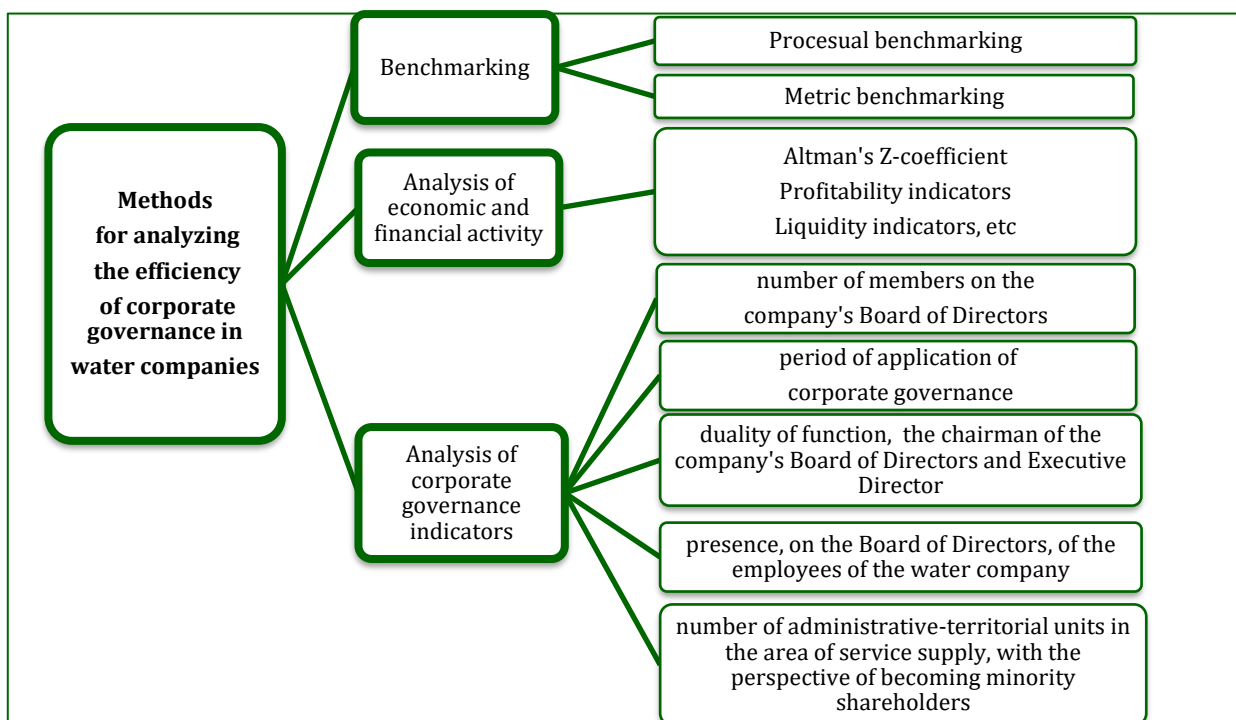 Methods
for analyzing
the efficiency
of corporate
governance in
water companies
Benchmarking
Procesual benchmarking
Metric benchmarking
Analysis of
economic and
financial activity
Altman's Z-coefficient
Profitability indicators
Liquidity indicators, etc
Analysis of
corporate
governance
indicators
number of members on the
company's Board of Directors
period of application of
corporate governance
duality of function, the chairman of the
company's Board of Directors and Executive
Director
presence, on the Board of Directors, of the
employees of the water company
number of administrative-territorial units in
the area of service supply, with the
perspective of becoming minority
shareholders